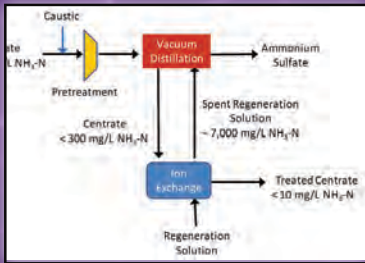 Caustic
ate
L NH3-N
Pretreatment
Vacuum
Distillation
Ammonium
Sulfate
Centrate
<300 mg/L NH3-N
Spent Regeneration
Solution
~7,000 mg/L NH3-N
Ion
Exchange
Treated Centrate
<10 mg/L NH3-N
Regeneration
Solution